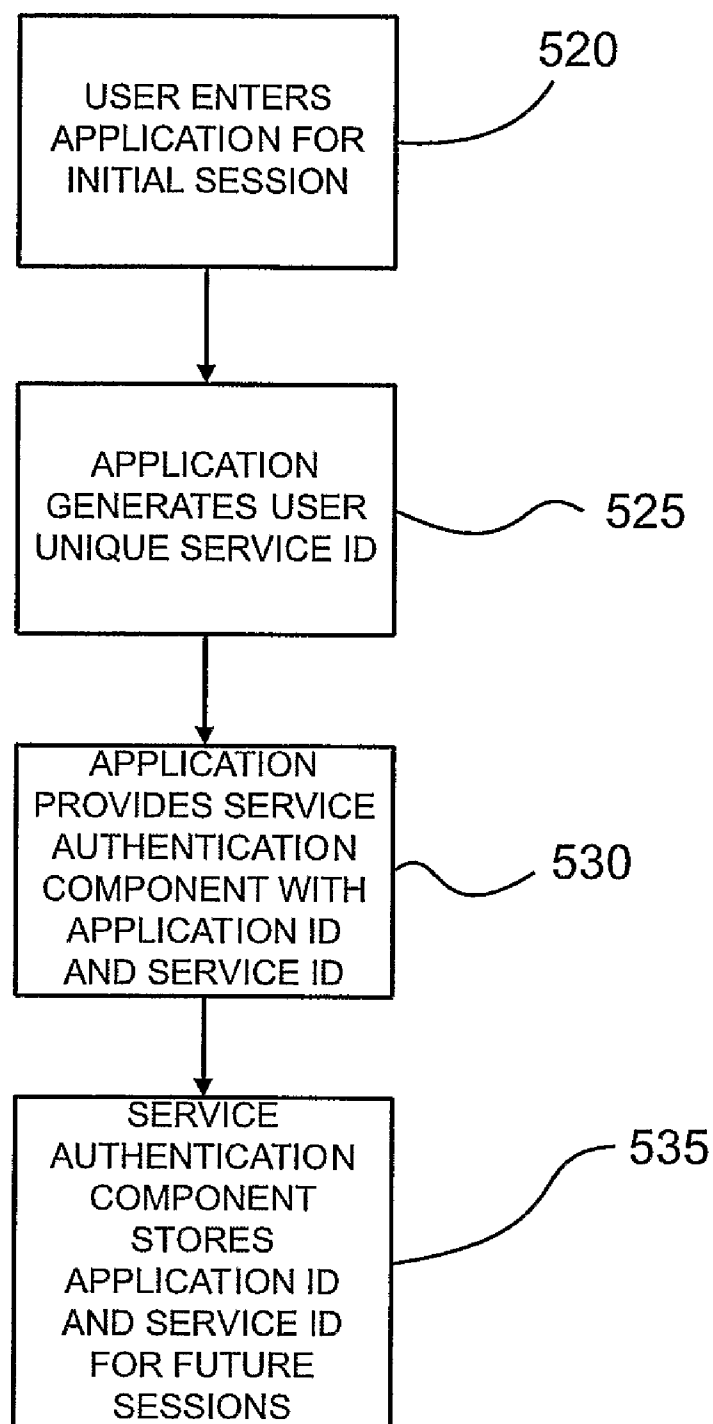 520
USER ENTERS
APPLICATION FOR
INITIAL SESSION
APPLICATION
GENERATES USER
UNIQUE SERVICE ID
525
APPLICATION
PROVIDES SERVICE
AUTHENTICATION
COMPONENT WITH
APPLICATION ID
AND SERVICE ID
530
SERVICE
AUTHENTICATION
COMPONENT
STORES
APPLICATION ID
AND SERVICE ID
FOR FUTURE
SESSIONS
535